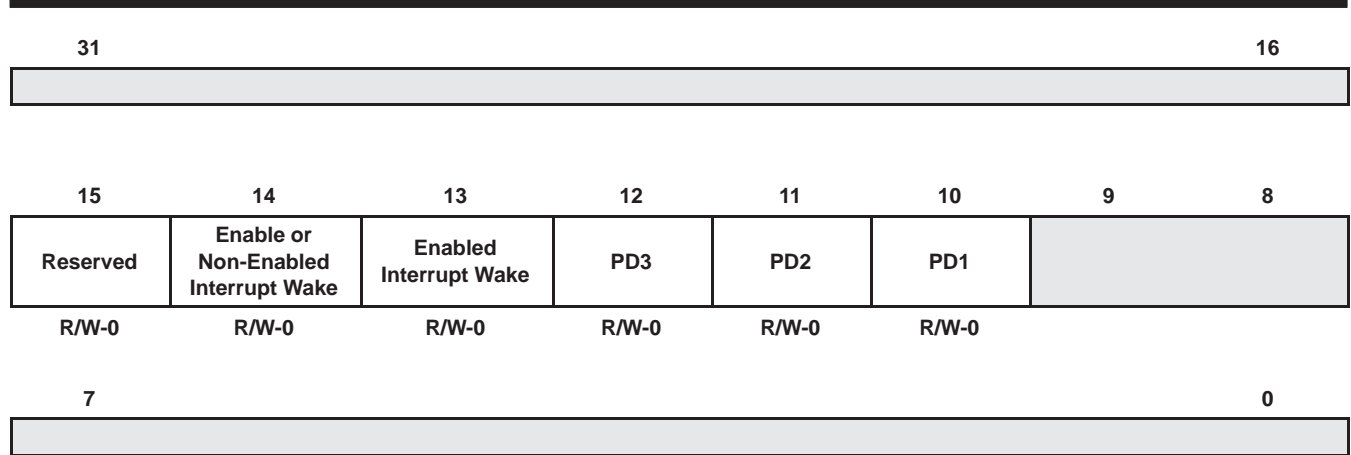 31 16
15 14 13 12 11 10 9 8
Reserved
Enable or
Non-Enabled
Interrupt Wake
Enabled
Interrupt Wake
PD3
PD2
PD1
R/W-0 R/W-0 R/W-0 R/W-0 R/W-0 R/W-0
7 0